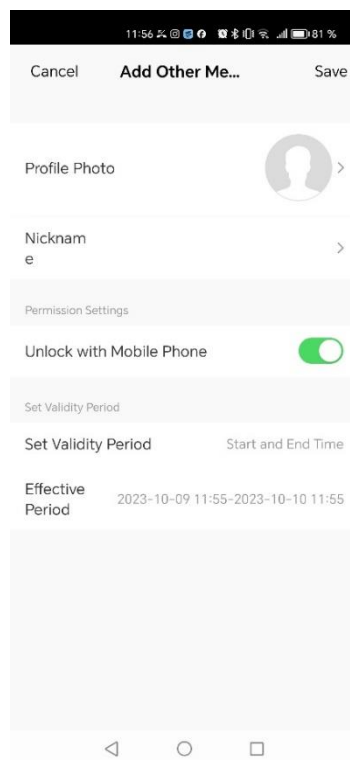 11:56 81 %
Cancel Add Other Me... Save
Profile Photo
Nicknam
e
Permission Settings
Unlock with Mobile Phone
Set Validity Period
Set Validity Period Start and End Time
Effective
Period 2023-10-09 11:55-2023-10-10 11:55